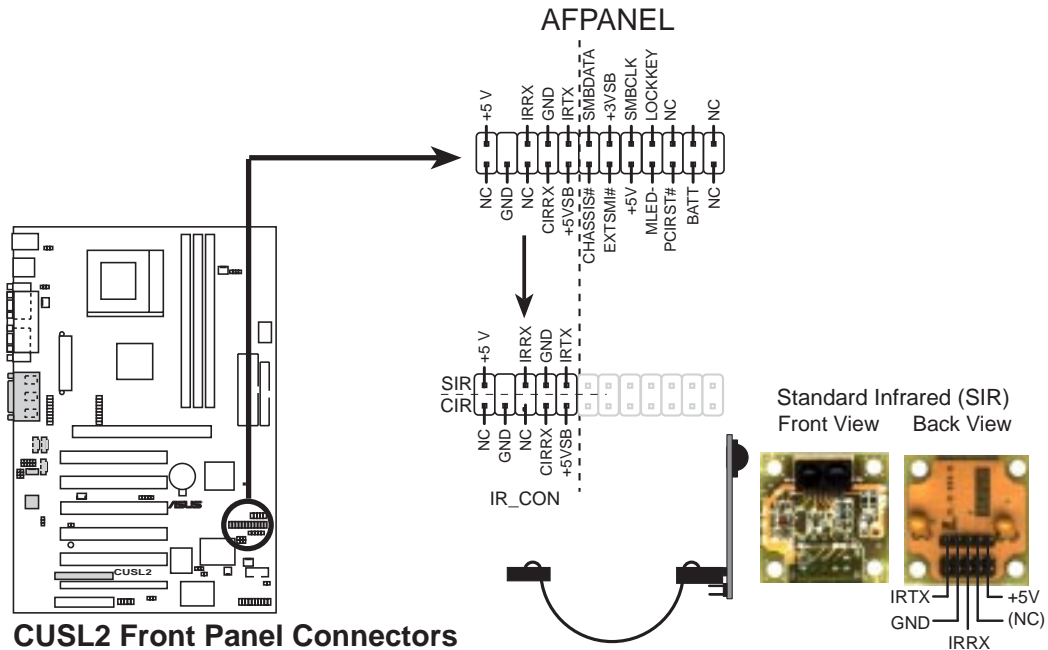 AFPANEL
+5 V
IRRX
GND
IRTX
SMBDATA
+3VSB
SMBCLK
LOCKKEY
NC
NC
NC
GND
NC
CIRRX
+5VSB
CHASSIS#
EXTSMI#
+5V
MLED-
PCIRST#
BATT
NC
+5 V
IRRX
GND
IRTX
SIR
CIR
NC
GND
NC
CIRRX
+5VSB
IR_CON
Standard Infrared (SIR)
Front View Back View
/SUS
CUSL2
IRTX
+5V
GND
(NC)
IRRX
CUSL2 Front Panel Connectors